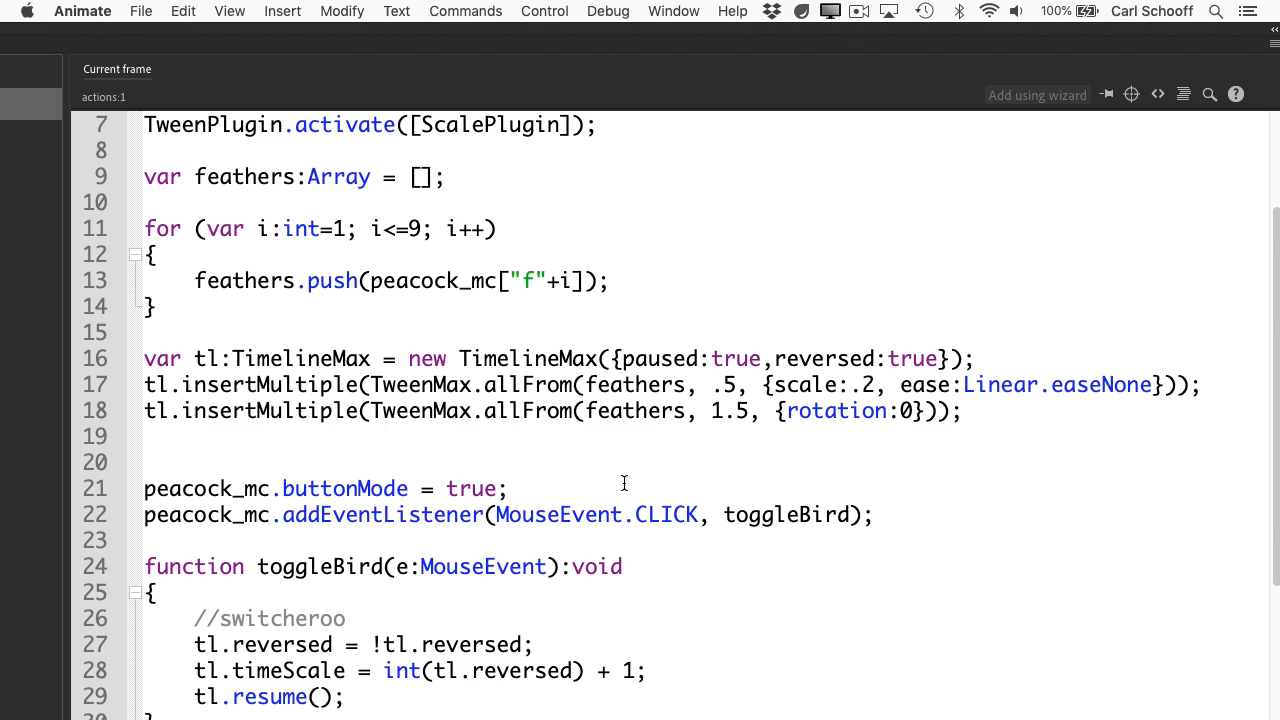 Animate File Edit View Insert Modify Text Commands Control Debug Window Help 100% Carl Schooff
Current frame
actions:1
Add using wizard
7 TweenPlugin.activate([ScalePlugin]);
8
9 var feathers:Array = [];
10
11 for (var i:int=1; i<=9; i++)
12 {
13 feathers.push(peacock_mc["f"+i]);
14 }
15
16 var tl:TimelineMax = new TimelineMax({paused:true,reversed:true});
17 tl.insertMultiple(TweenMax.allFrom(feathers, .5, {scale:.2, ease:Linear.easeNone}));
18 tl.insertMultiple(TweenMax.allFrom(feathers, 1.5, {rotation:0}));
19
20
21 peacock_mc.buttonMode = true;
22 peacock_mc.addEventListener(MouseEvent.CLICK, toggleBird);
23
24 function toggleBird(e:MouseEvent):void
25 {
26 //switcheroo
27 tl.reversed = !tl.reversed;
28 tl.timeScale = int(tl.reversed) + 1;
29 tl.resume();
30 }